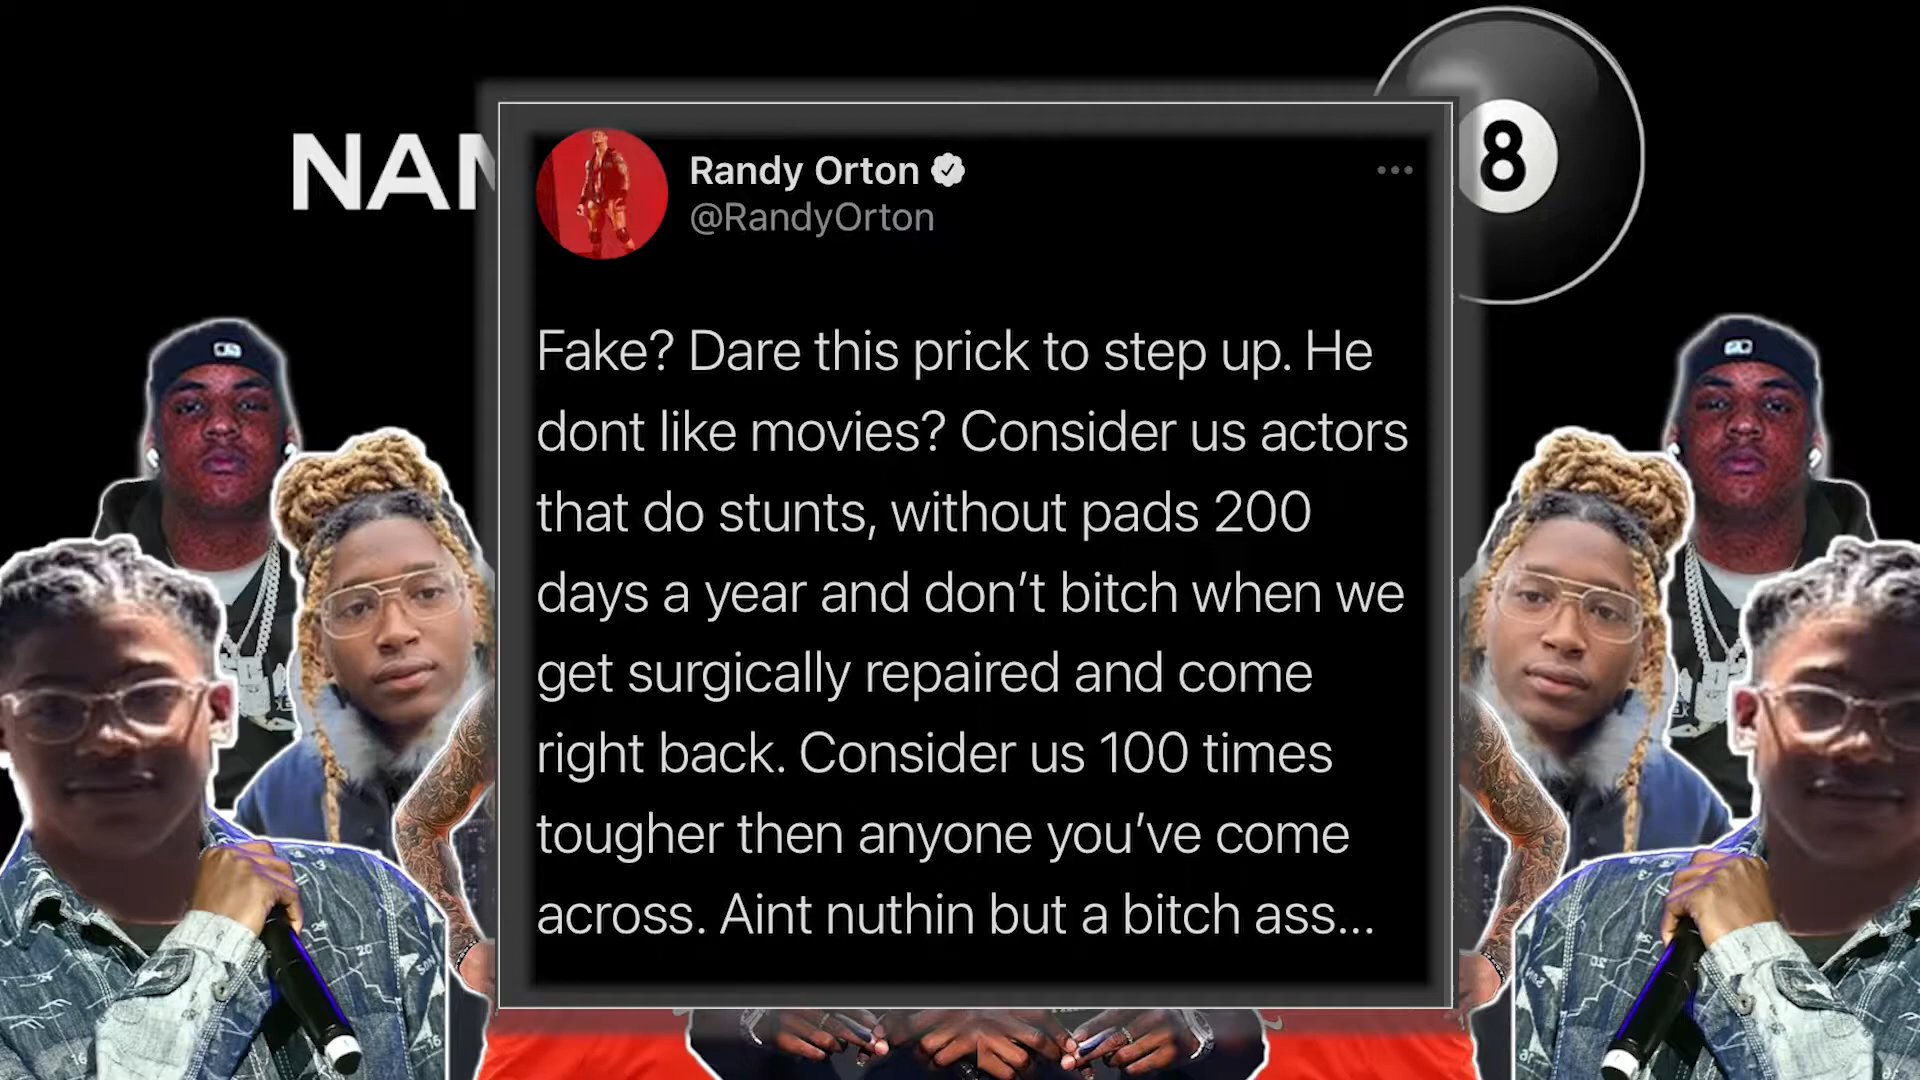 NAM
8
Randy Orton
@RandyOrton
Fake? Dare this prick to step up. He
dont like movies? Consider us actors
that do stunts, without pads 200
days a year and don’t bitch when we
get surgically repaired and come
right back. Consider us 100 times
tougher then anyone you’ve come
across. Aint nuthin but a bitch ass...